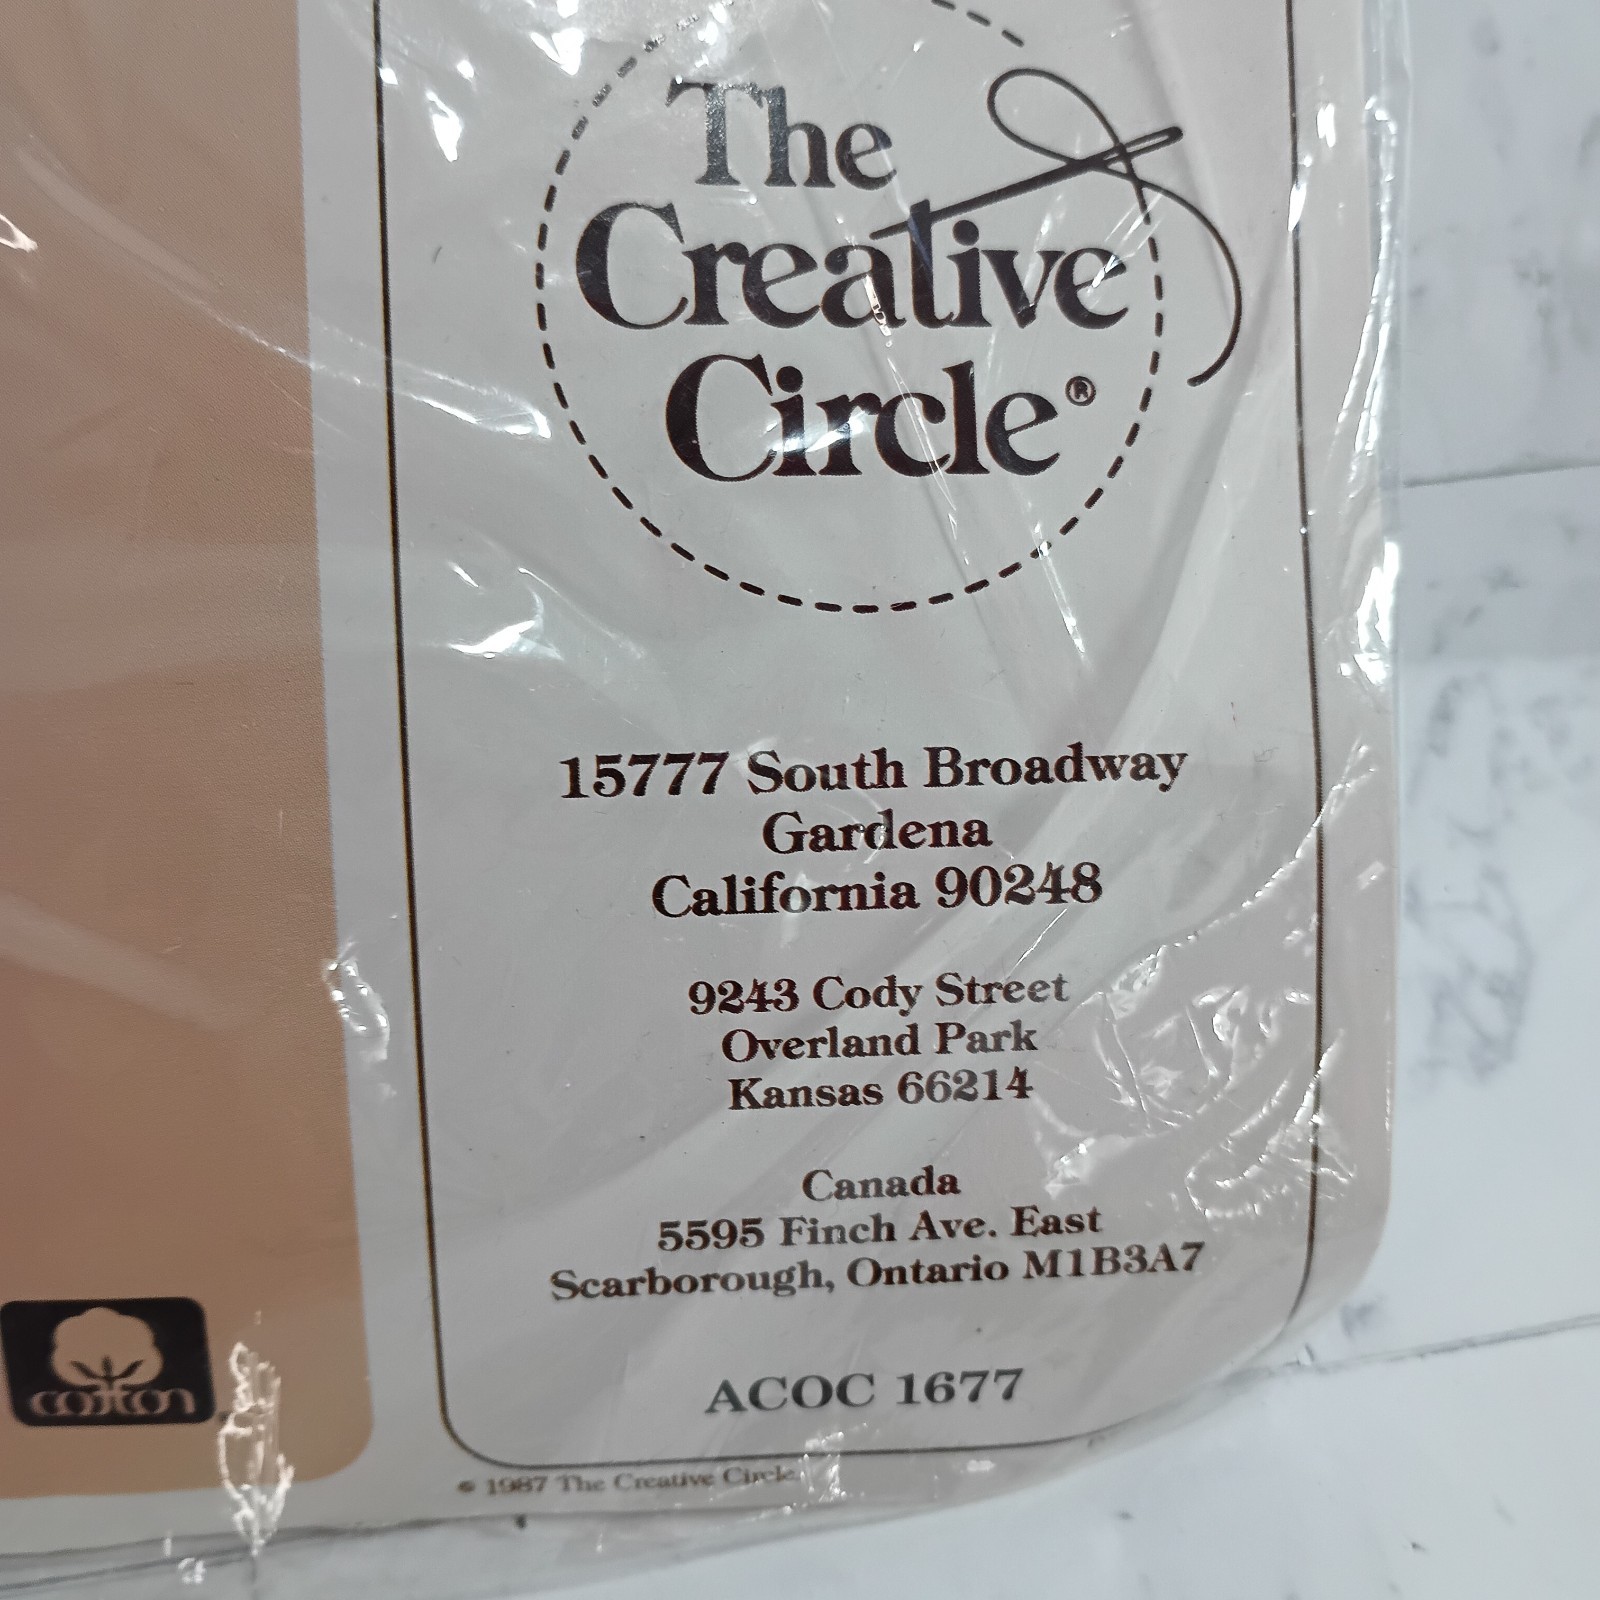 The
Creative
Circle®
15777 South Broadway
Gardena
California 90248
9243 Cody Street
Overland Park
Kansas 66214
Canada
5595 Finch Ave. East
Scarborough, Ontario M1B3A7
ACOC 1677
cotton
© 1987 The Creative Circle